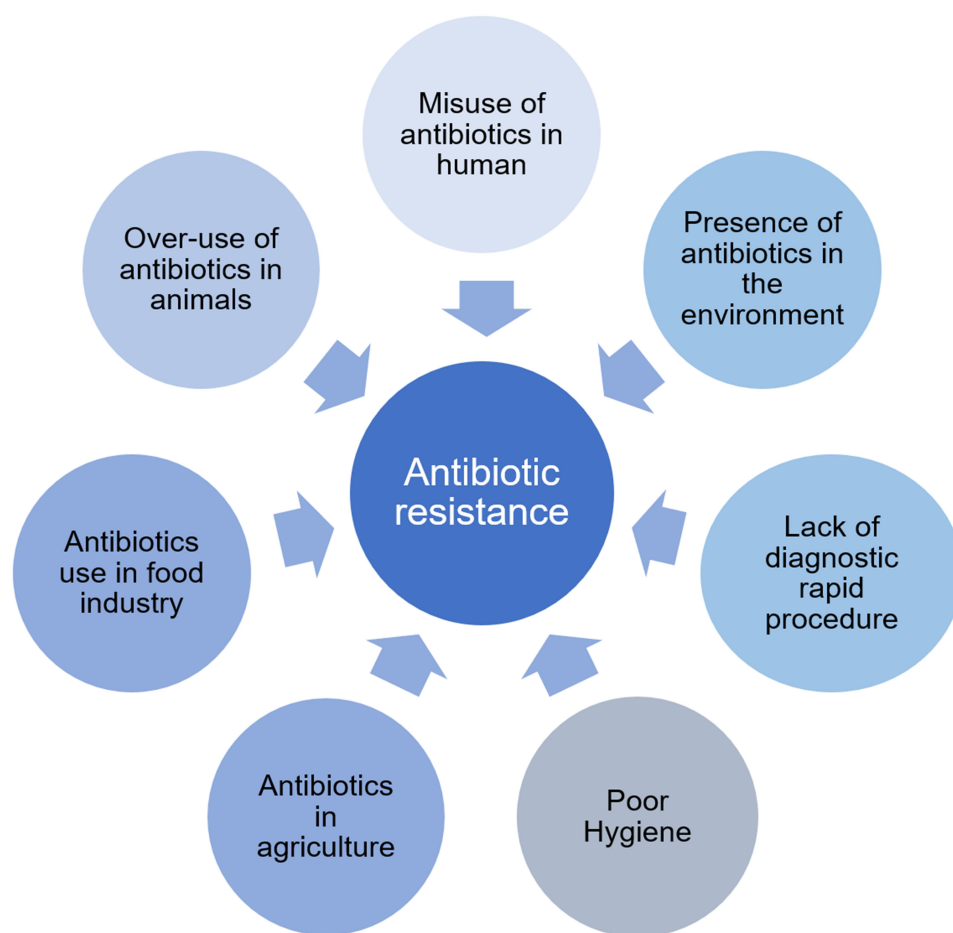 Misuse of
antibiotics in
human
Presence of
antibiotics in
the
environment
Lack of
diagnostic
rapid
procedure
Poor
Hygiene
Antibiotics
in
agriculture
Antibiotics
use in food
industry
Over-use of
antibiotics in
animals
Antibiotic
resistance